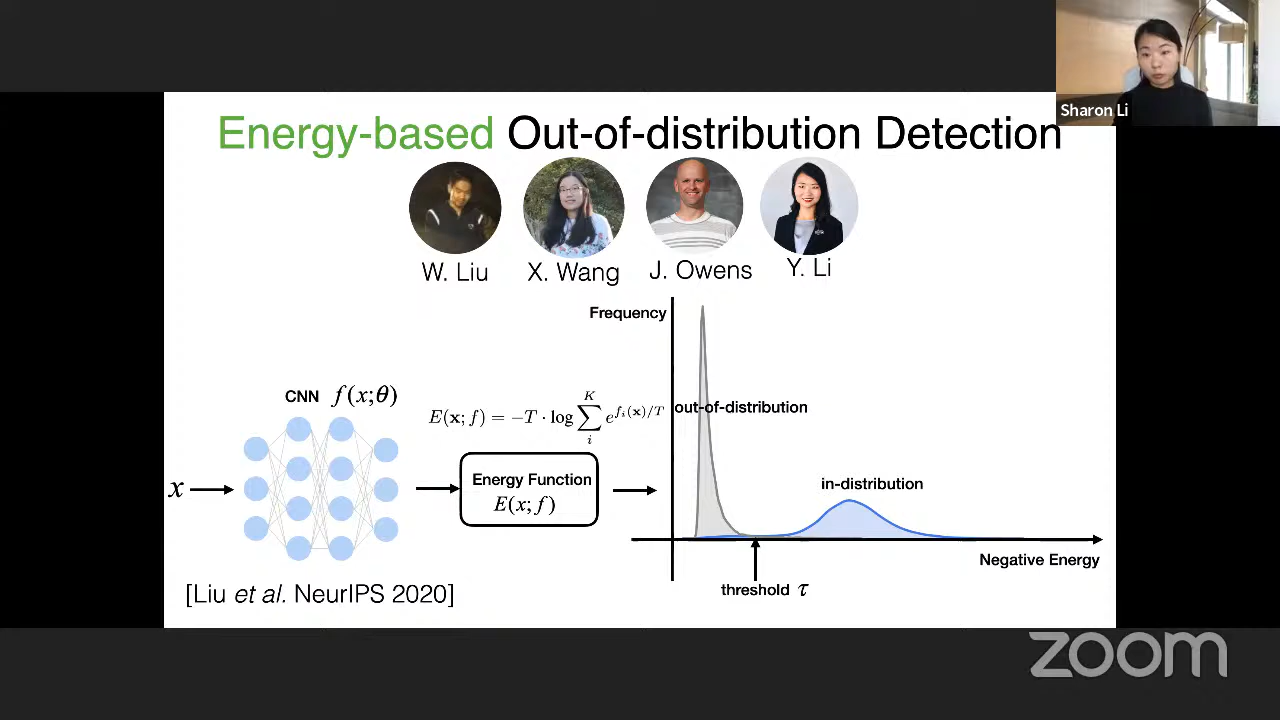 Sharon Li
Energy-based Out-of-distribution Detection
W. Liu X. Wang J. Owens Y. Li
Frequency
CNN f(x;θ)
E(x; f) = −T · log ∑_i^K e^{f_i(x)/T}
out-of-distribution
in-distribution
x
Energy Function
E(x; f)
Negative Energy
threshold τ
[Liu et al. NeurIPS 2020]
zoom